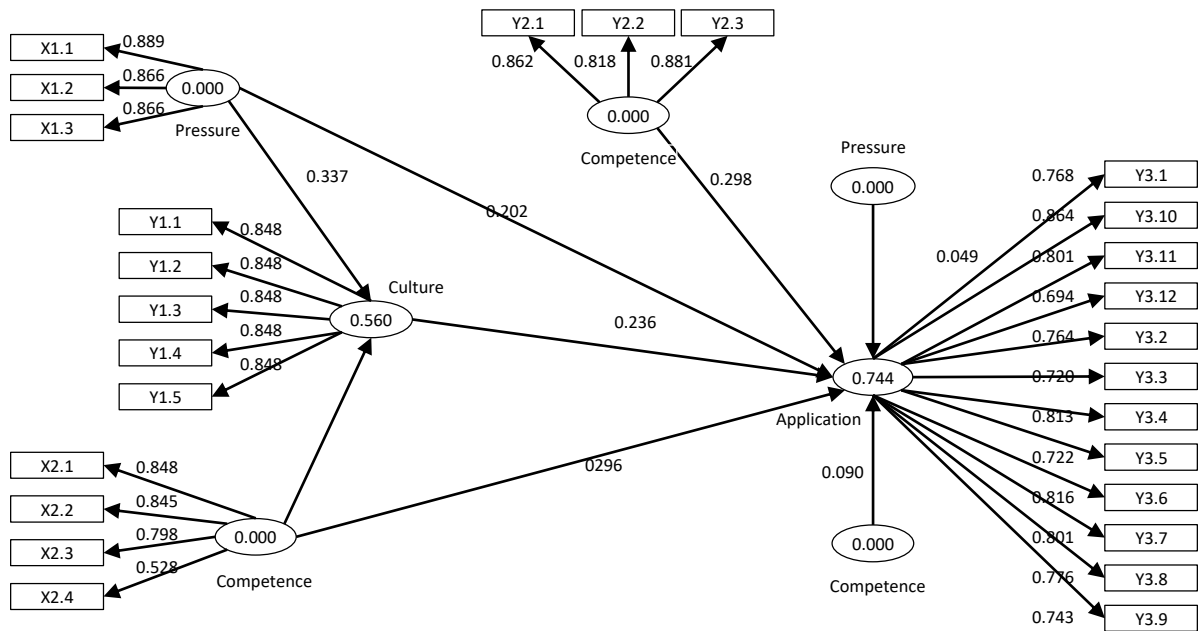 X1.1
0.889
X1.2
0.866
X1.3
0.866
0.000
Pressure
Y2.1
Y2.2
Y2.3
0.862
0.818
0.881
0.000
Competence
0.298
Pressure
0.000
0.049
0.337
0.202
Y1.1
0.848
Y1.2
0.848
Y1.3
0.848
Y1.4
0.848
Y1.5
0.848
Culture
0.560
0.236
0.744
Application
0296
0.090
0.000
Competence
X2.1
0.848
X2.2
0.845
X2.3
0.798
X2.4
0.528
0.000
Competence
0.768
Y3.1
0.864
Y3.10
0.801
Y3.11
0.694
Y3.12
0.764
Y3.2
0.720
Y3.3
0.813
Y3.4
0.722
Y3.5
0.816
Y3.6
0.801
Y3.7
0.776
Y3.8
0.743
Y3.9